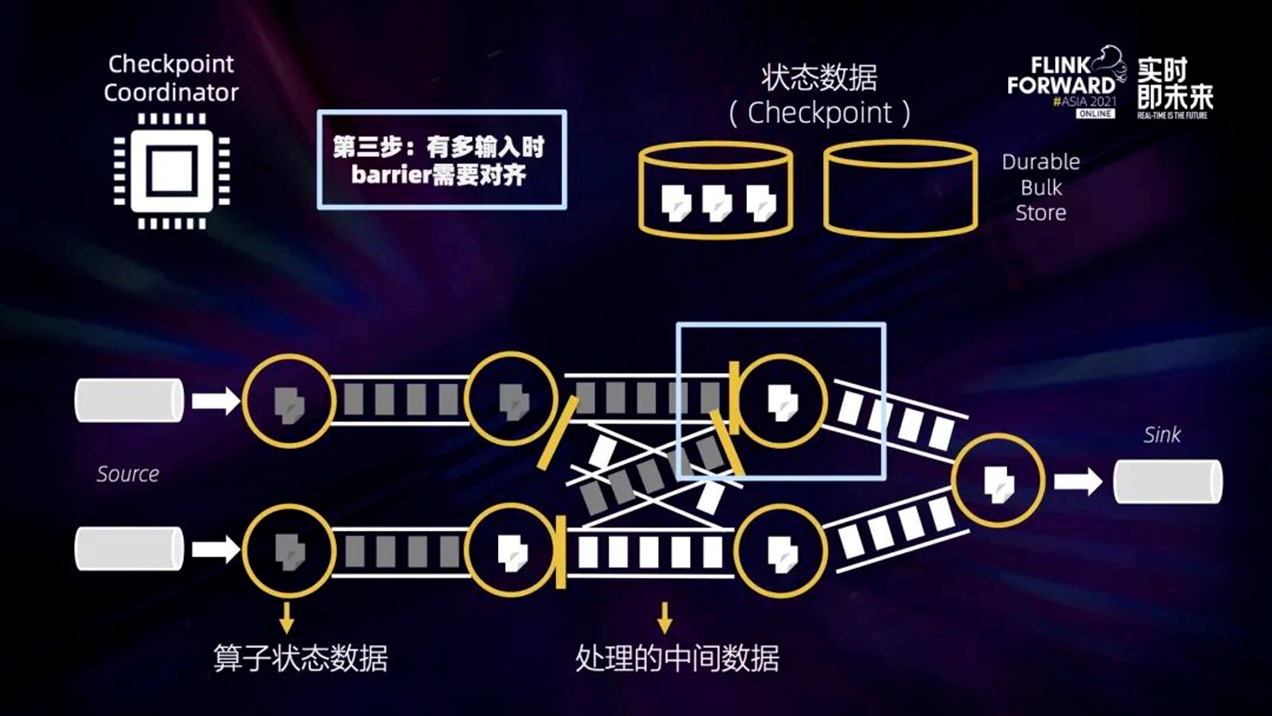 Checkpoint
Coordinator
第三步：有多输入时
barrier需要对齐
状态数据
( Checkpoint )
FLINK
FORWARD
#ASIA 2021
ONLINE
实时
即未来
REAL-TIME IS THE FUTURE
Durable
Bulk
Store
Source
Sink
算子状态数据
处理的中间数据